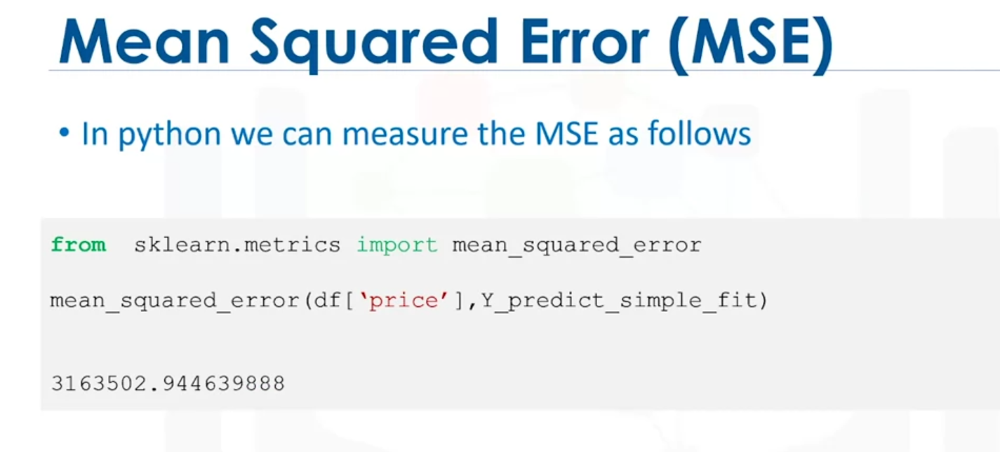 Mean Squared Error (MSE)
• In python we can measure the MSE as follows
from  sklearn.metrics import mean_squared_error
mean_squared_error(df[‘price’],Y_predict_simple_fit)
3163502.944639888